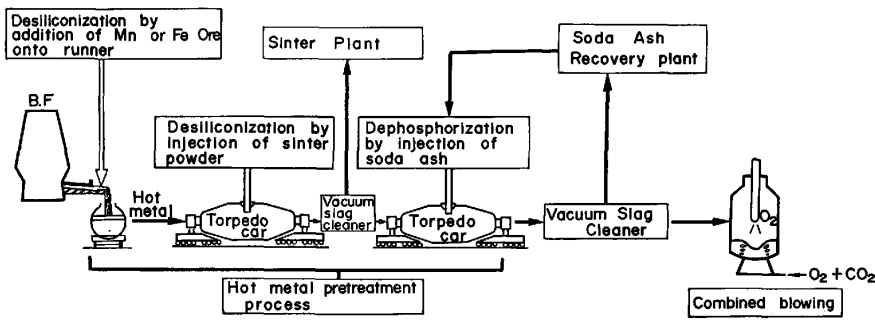 Desiliconization by
addition of Mn or Fe Ore
onto runner
Sinter Plant
Soda Ash
Recovery plant
B.F
Desiliconization by
injection of sinter
powder
Dephosphorization
by injection of
soda ash
Hot
metal
Torpedo
car
Vacuum
slag
cleaner
Torpedo
car
Vacuum Slag
Cleaner
O₂
O₂ + CO₂
Hot metal pretreatment
process
Combined blowing